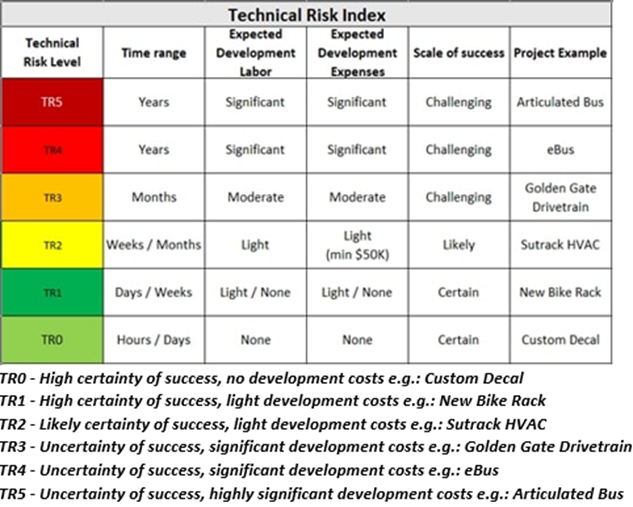 Technical Risk Index
Technical Risk Level | Time range | Expected Development Labor | Expected Development Expenses | Scale of success | Project Example
TR5 | Years | Significant | Significant | Challenging | Articulated Bus
TR4 | Years | Significant | Significant | Challenging | eBus
TR3 | Months | Moderate | Moderate | Challenging | Golden Gate Drivetrain
TR2 | Weeks / Months | Light | Light (min $50K) | Likely | Sutrack HVAC
TR1 | Days / Weeks | Light / None | Light / None | Certain | New Bike Rack
TR0 | Hours / Days | None | None | Certain | Custom Decal
TR0 - High certainty of success, no development costs e.g.: Custom Decal
TR1 - High certainty of success, light development costs e.g.: New Bike Rack
TR2 - Likely certainty of success, light development costs e.g.: Sutrack HVAC
TR3 - Uncertainty of success, significant development costs e.g.: Golden Gate Drivetrain
TR4 - Uncertainty of success, significant development costs e.g.: eBus
TR5 - Uncertainty of success, highly significant development costs e.g.: Articulated Bus